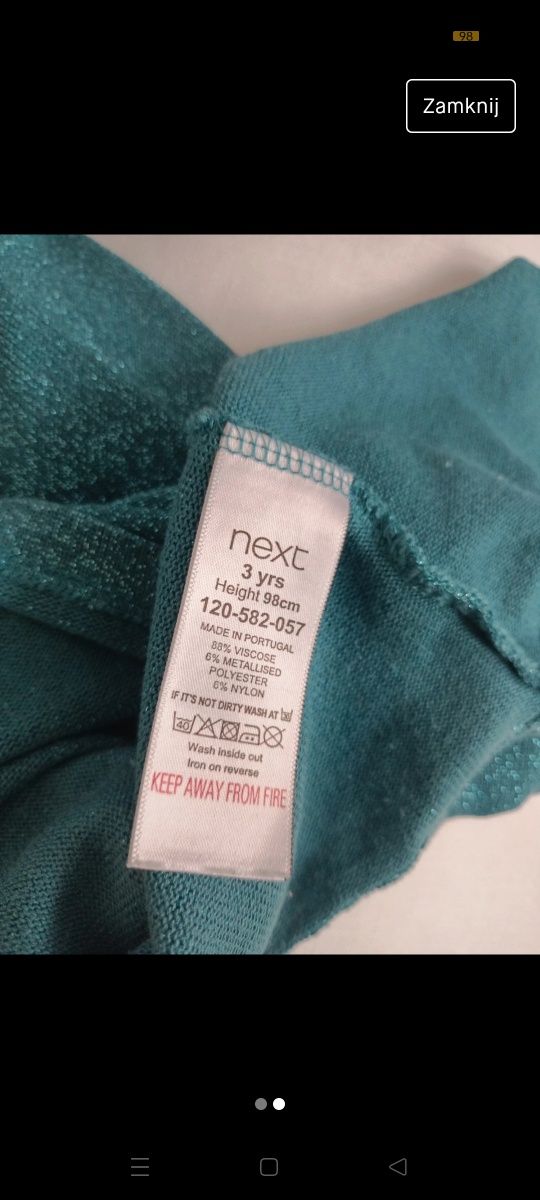 98
Zamknij
next
3 yrs
Height 98cm
120-582-057
MADE IN PORTUGAL
88% VISCOSE
6% METALLISED
POLYESTER
6% NYLON
IF IT'S NOT DIRTY WASH AT
40
Wash inside out
Iron on reverse
KEEP AWAY FROM FIRE